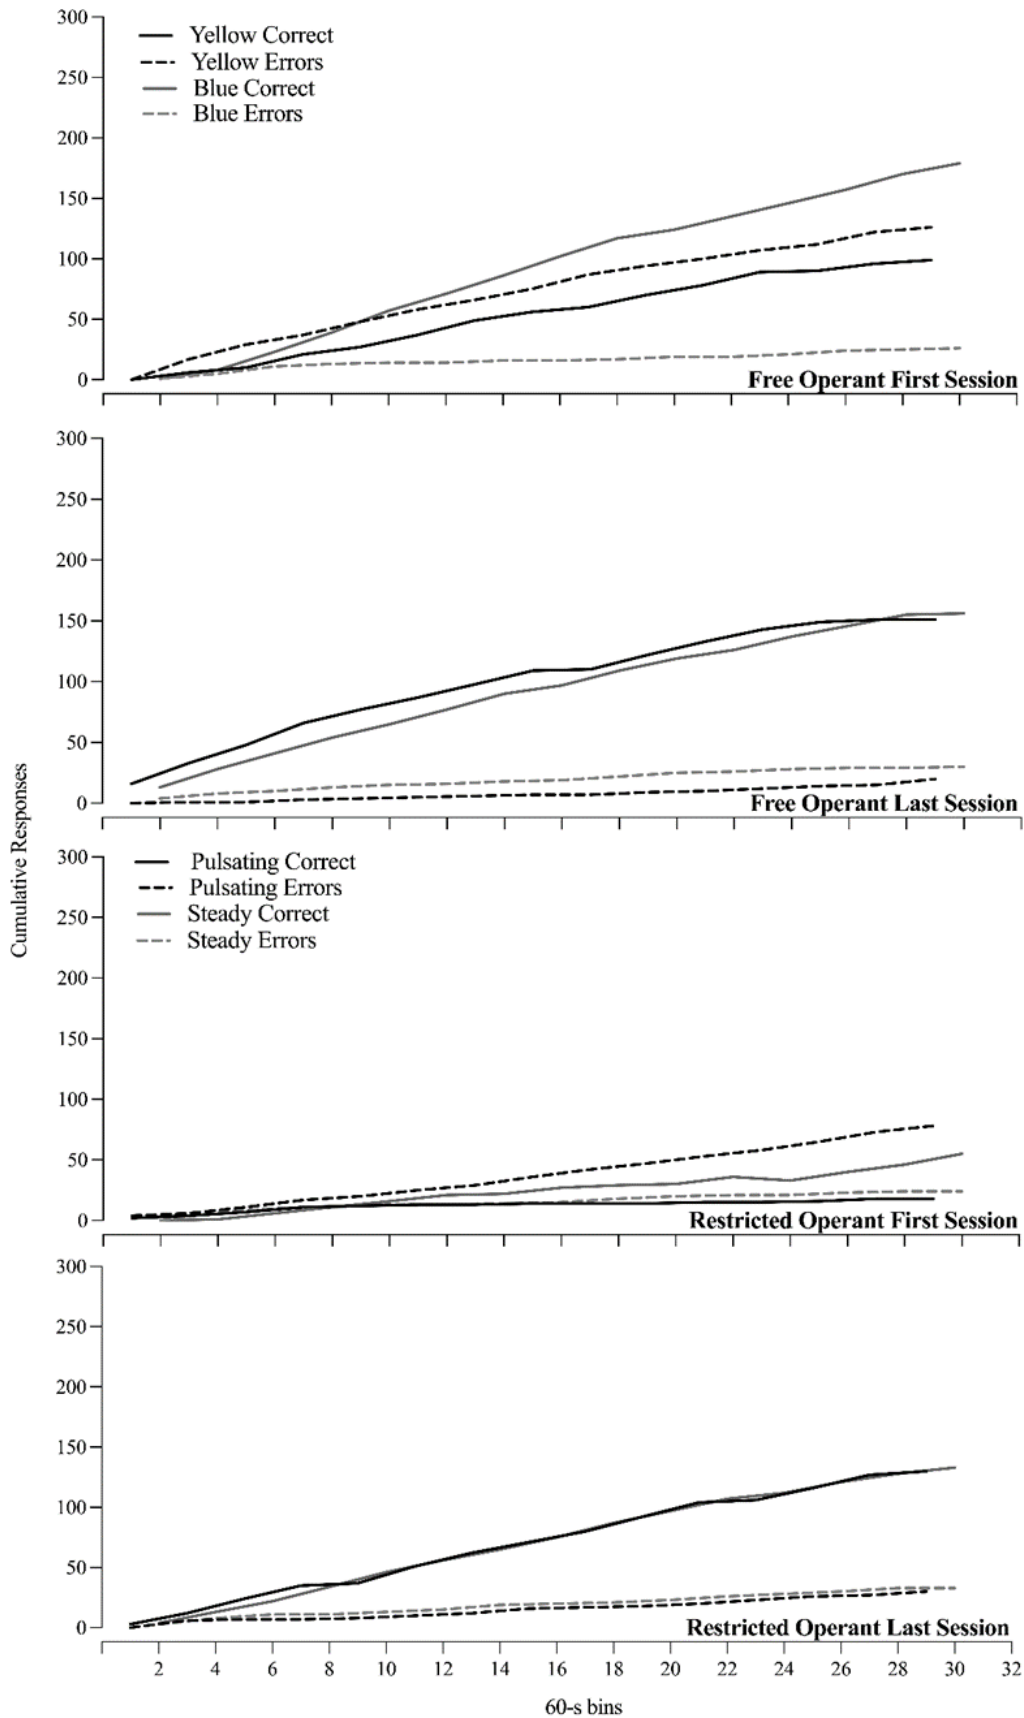 300
250
200
150
100
50
0
Yellow Correct
Yellow Errors
Blue Correct
Blue Errors
Free Operant First Session
300
250
200
150
100
50
0
Free Operant Last Session
Cumulative Responses
300
250
200
150
100
50
0
Pulsating Correct
Pulsating Errors
Steady Correct
Steady Errors
Restricted Operant First Session
300
250
200
150
100
50
0
Restricted Operant Last Session
2 4 6 8 10 12 14 16 18 20 22 24 26 28 30 32
60-s bins